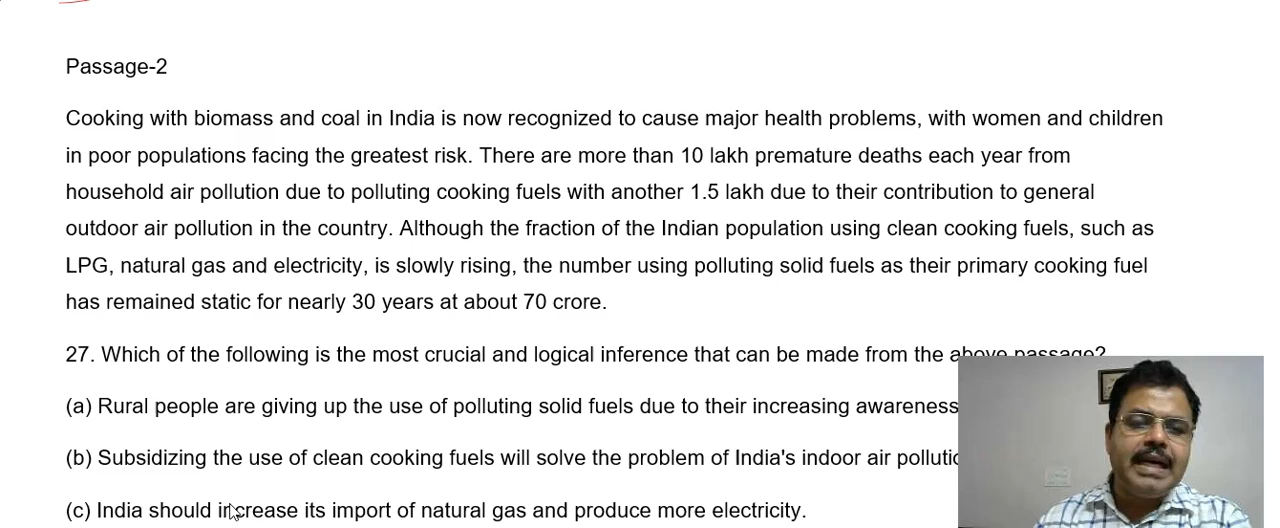 Passage-2
Cooking with biomass and coal in India is now recognized to cause major health problems, with women and children
in poor populations facing the greatest risk. There are more than 10 lakh premature deaths each year from
household air pollution due to polluting cooking fuels with another 1.5 lakh due to their contribution to general
outdoor air pollution in the country. Although the fraction of the Indian population using clean cooking fuels, such as
LPG, natural gas and electricity, is slowly rising, the number using polluting solid fuels as their primary cooking fuel
has remained static for nearly 30 years at about 70 crore.
27. Which of the following is the most crucial and logical inference that can be made from the above passage?
(a) Rural people are giving up the use of polluting solid fuels due to their increasing awareness
(b) Subsidizing the use of clean cooking fuels will solve the problem of India's indoor air
(c) India should increase its import of natural gas and produce more electricity.